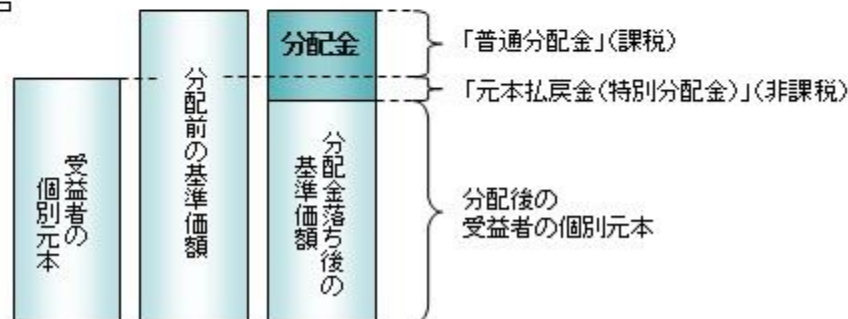 受益者の
個別元本
分配前の基準価額
分配金
分配金落ち後の
基準価額
「普通分配金」(課税)
「元本払戻金(特別分配金)」(非課税)
分配後の
受益者の個別元本